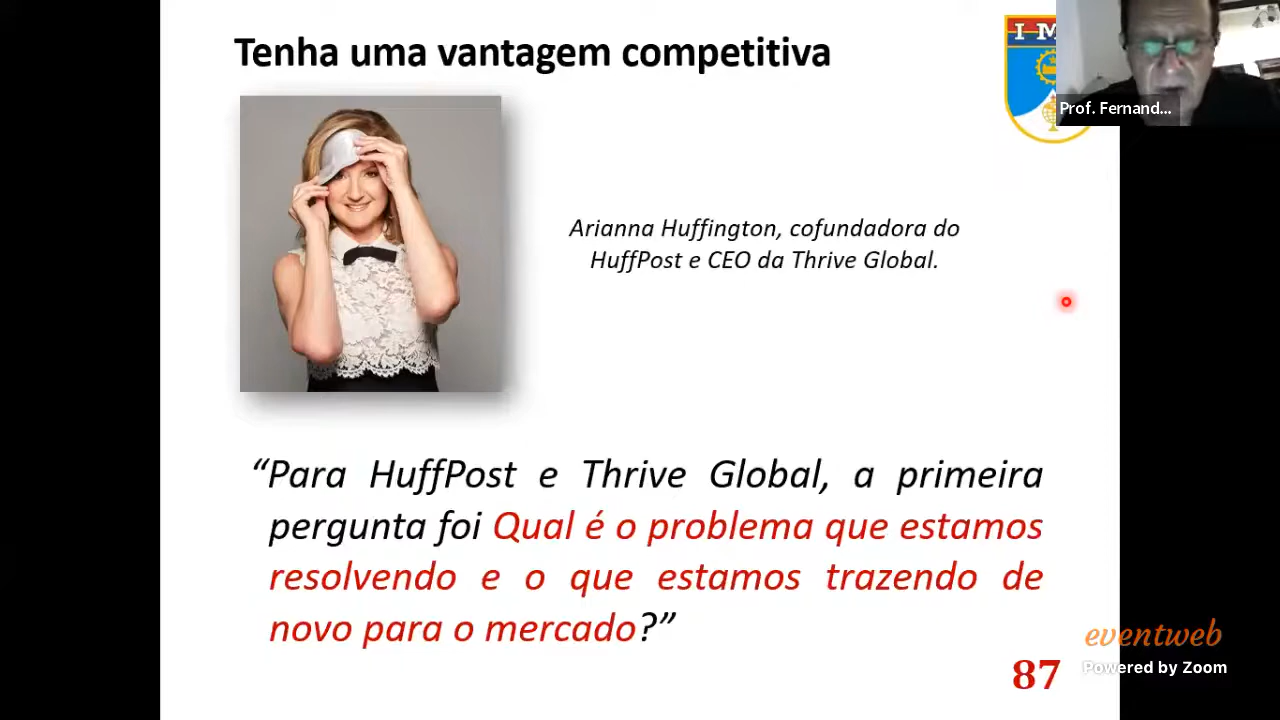 Tenha uma vantagem competitiva
I M
Prof. Fernand...
Arianna Huffington, cofundadora do
HuffPost e CEO da Thrive Global.
“Para HuffPost e Thrive Global, a primeira
pergunta foi Qual é o problema que estamos
resolvendo e o que estamos trazendo de
novo para o mercado?”
eventweb
Powered by Zoom
87